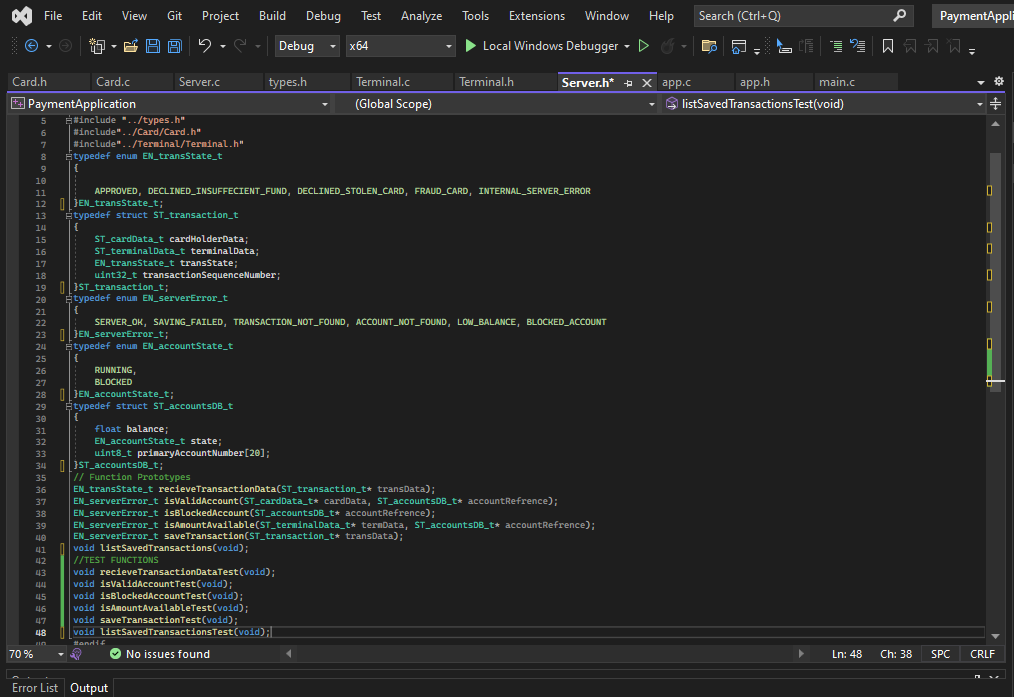 File Edit View Git Project Build Debug Test Analyze Tools Extensions Window Help Search (Ctrl+Q) PaymentAppli
Debug x64 Local Windows Debugger
Card.h Card.c Server.c types.h Terminal.c Terminal.h Server.h* app.c app.h main.c
PaymentApplication (Global Scope) listSavedTransactionsTest(void)
5 #include "../types.h"
6 #include"../Card/Card.h"
7 #include"../Terminal/Terminal.h"
8 typedef enum EN_transState_t
9 {
10
11 APPROVED, DECLINED_INSUFFECIENT_FUND, DECLINED_STOLEN_CARD, FRAUD_CARD, INTERNAL_SERVER_ERROR
12 }EN_transState_t;
13 typedef struct ST_transaction_t
14 {
15 ST_cardData_t cardHolderData;
16 ST_terminalData_t terminalData;
17 EN_transState_t transState;
18 uint32_t transactionSequenceNumber;
19 }ST_transaction_t;
20 typedef enum EN_serverError_t
21 {
22 SERVER_OK, SAVING_FAILED, TRANSACTION_NOT_FOUND, ACCOUNT_NOT_FOUND, LOW_BALANCE, BLOCKED_ACCOUNT
23 }EN_serverError_t;
24 typedef enum EN_accountState_t
25 {
26 RUNNING,
27 BLOCKED
28 }EN_accountState_t;
29 typedef struct ST_accountsDB_t
30 {
31 float balance;
32 EN_accountState_t state;
33 uint8_t primaryAccountNumber[20];
34 }ST_accountsDB_t;
35 // Function Prototypes
36 EN_transState_t recieveTransactionData(ST_transaction_t* transData);
37 EN_serverError_t isValidAccount(ST_cardData_t* cardData, ST_accountsDB_t* accountRefrence);
38 EN_serverError_t isBlockedAccount(ST_accountsDB_t* accountRefrence);
39 EN_serverError_t isAmountAvailable(ST_terminalData_t* termData, ST_accountsDB_t* accountRefrence);
40 EN_serverError_t saveTransaction(ST_transaction_t* transData);
41 void listSavedTransactions(void);
42 //TEST FUNCTIONS
43 void recieveTransactionDataTest(void);
44 void isValidAccountTest(void);
45 void isBlockedAccountTest(void);
46 void isAmountAvailableTest(void);
47 void saveTransactionTest(void);
48 void listSavedTransactionsTest(void);
49 #endif
70 % No issues found Ln: 48 Ch: 38 SPC CRLF
Error List Output